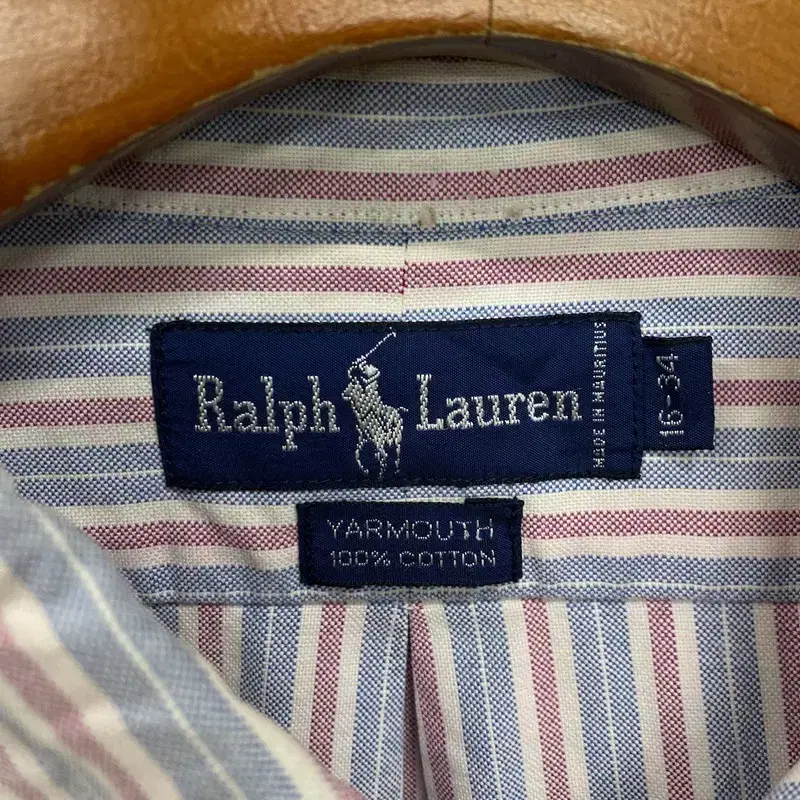 Ralph Lauren
MADE IN MAURITIUS
16-34
YARMOUTH
100% COTTON